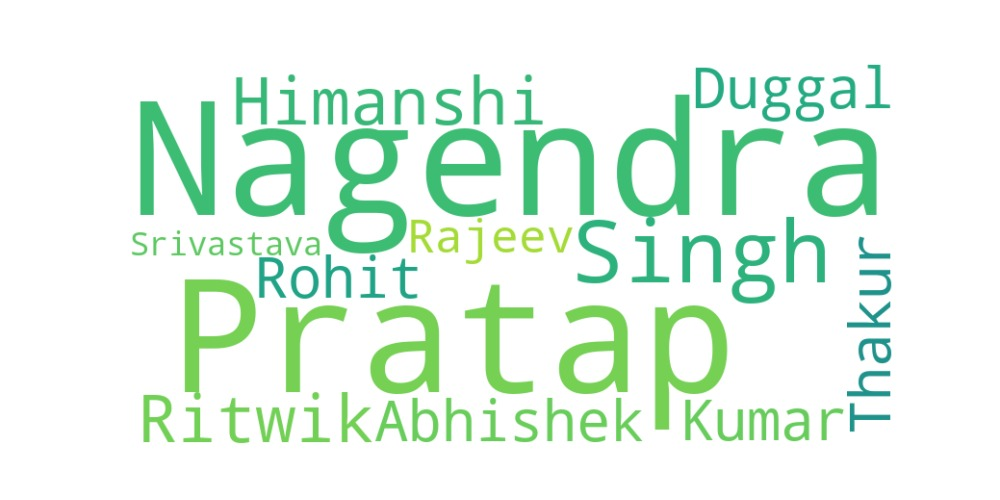 Himanshi
Duggal
Nagendra
Srivastava
Rajeev
Singh
Rohit
Thakur
Pratap
Ritwik
Abhishek
Kumar